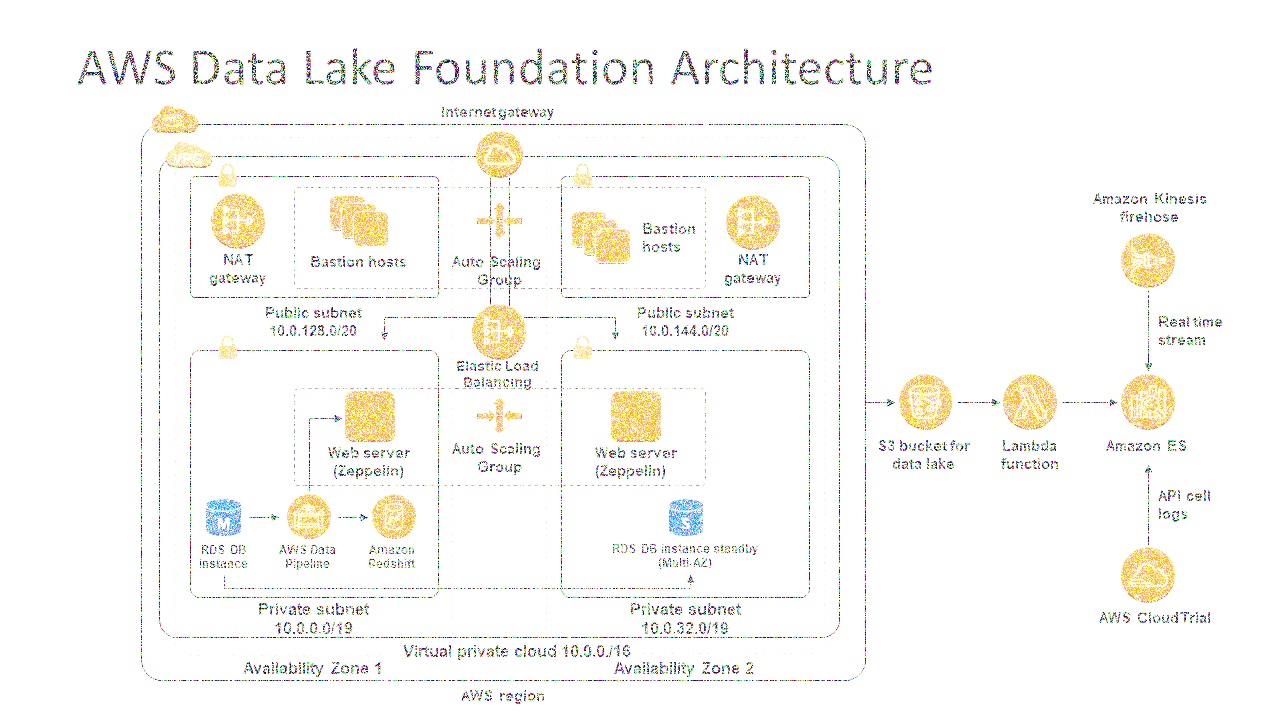 AWS Data Lake Foundation Architecture
Internet gateway
VPC
NAT
gateway
Bastion hosts
Auto Scaling
Group
Bastion
hosts
NAT
gateway
Public subnet
10.0.128.0/20
Public subnet
10.0.144.0/20
Elastic Load
Balancing
Web server
(Zeppelin)
Auto Scaling
Group
Web server
(Zeppelin)
M
S
RDS DB
instance
AWS Data
Pipeline
Amazon
Redshift
RDS DB instance standby
(Multi-AZ)
Private subnet
10.0.0.0/19
Private subnet
10.0.32.0/19
Virtual private cloud 10.0.0./16
Availability Zone 1
Availability Zone 2
AWS region
S3 bucket for
data lake
Lambda
function
Amazon ES
Amazon Kinesis
firehose
Real time
stream
API cell
logs
AWS CloudTrial